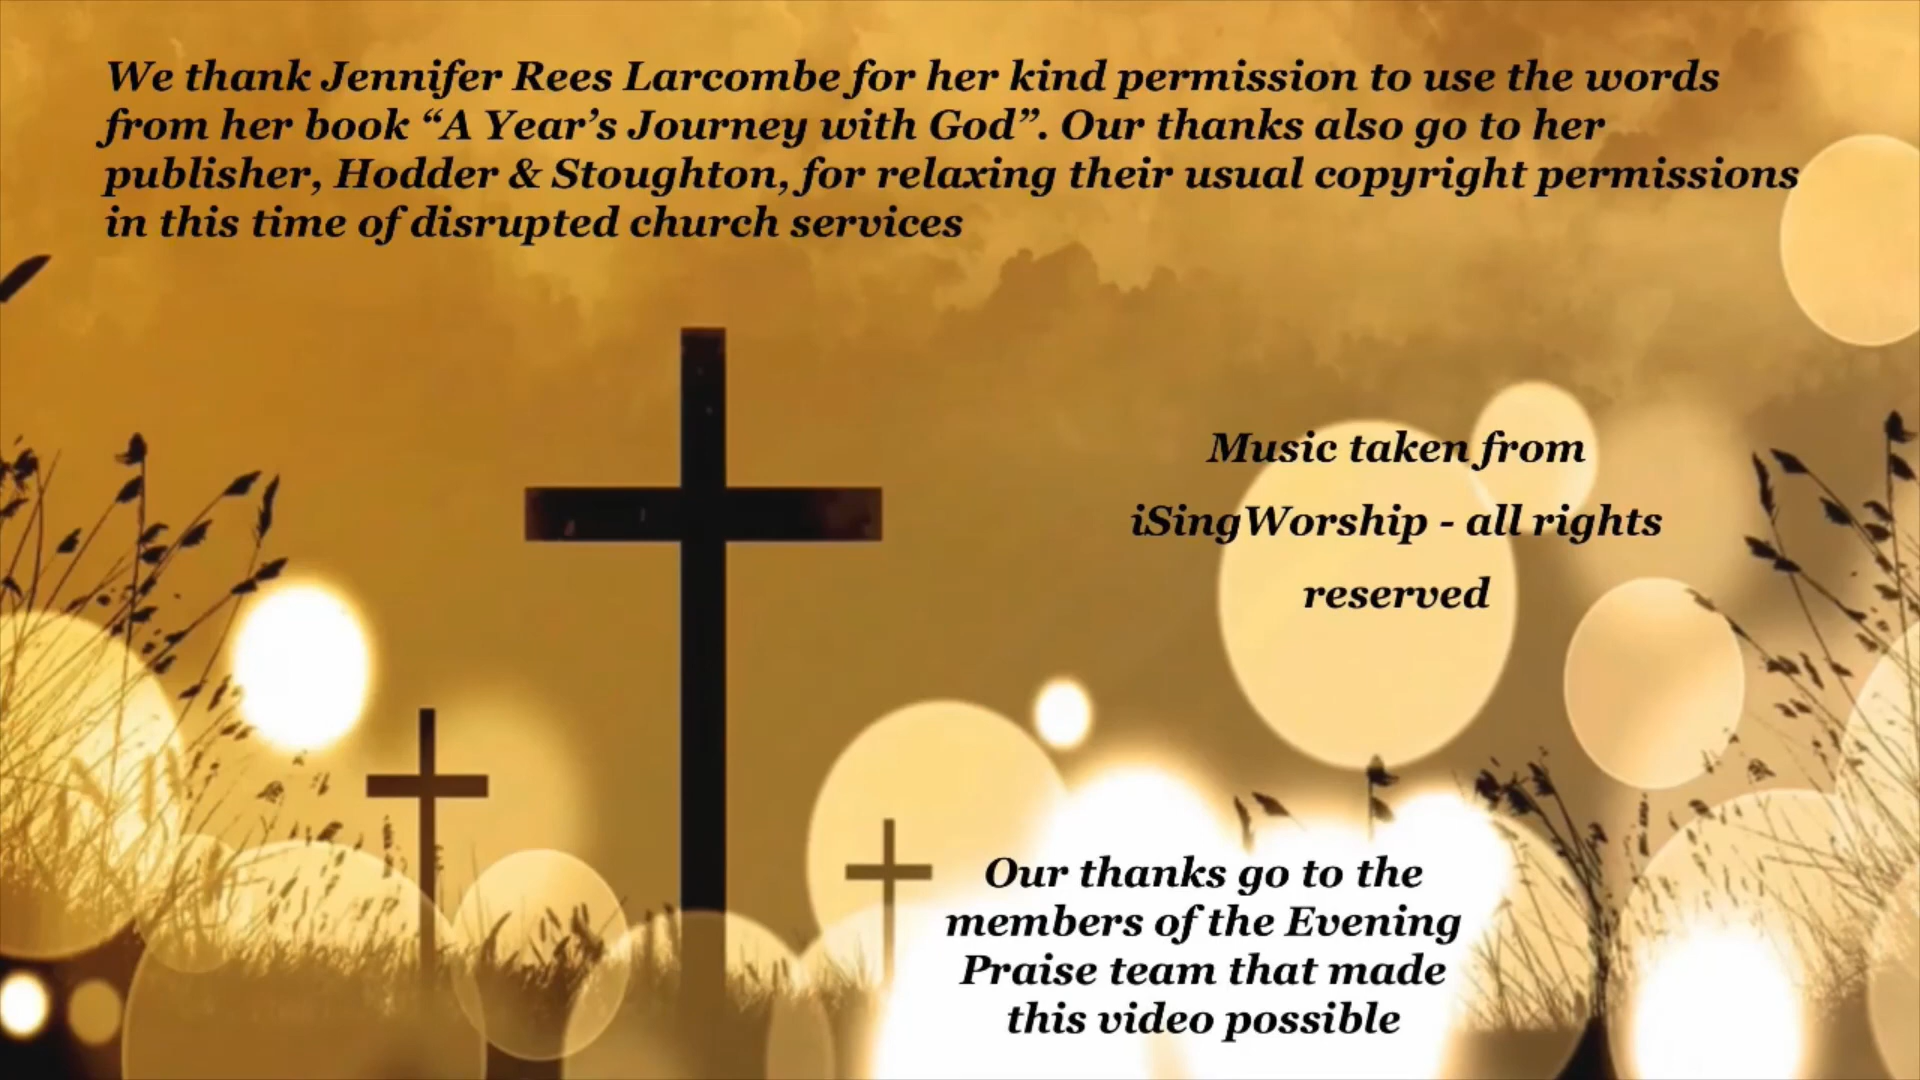 We thank Jennifer Rees Larcombe for her kind permission to use the words
from her book “A Year’s Journey with God”. Our thanks also go to her
publisher, Hodder & Stoughton, for relaxing their usual copyright permissions
in this time of disrupted church services
Music taken from
iSingWorship - all rights
reserved
Our thanks go to the
members of the Evening
Praise team that made
this video possible